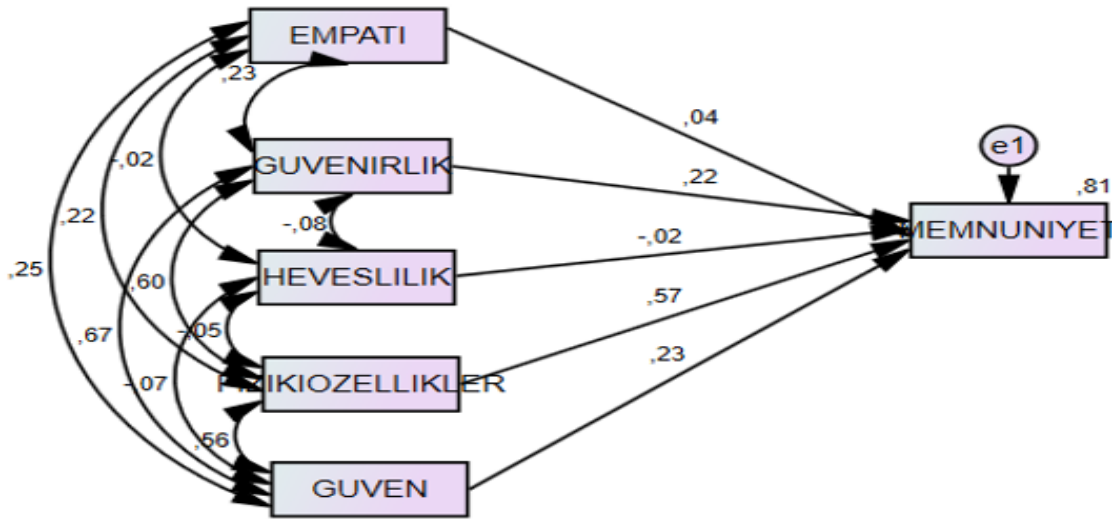 EMPATI
,23
,04
e1
GUVENIRLIK
,22
,81
-,02
MEMNUNIYET
,22
-,08
-,02
,25
HEVESLILIK
,60
,57
,67
-,05
,23
-,07
FIZIKIOZELLIKLER
,56
GUVEN